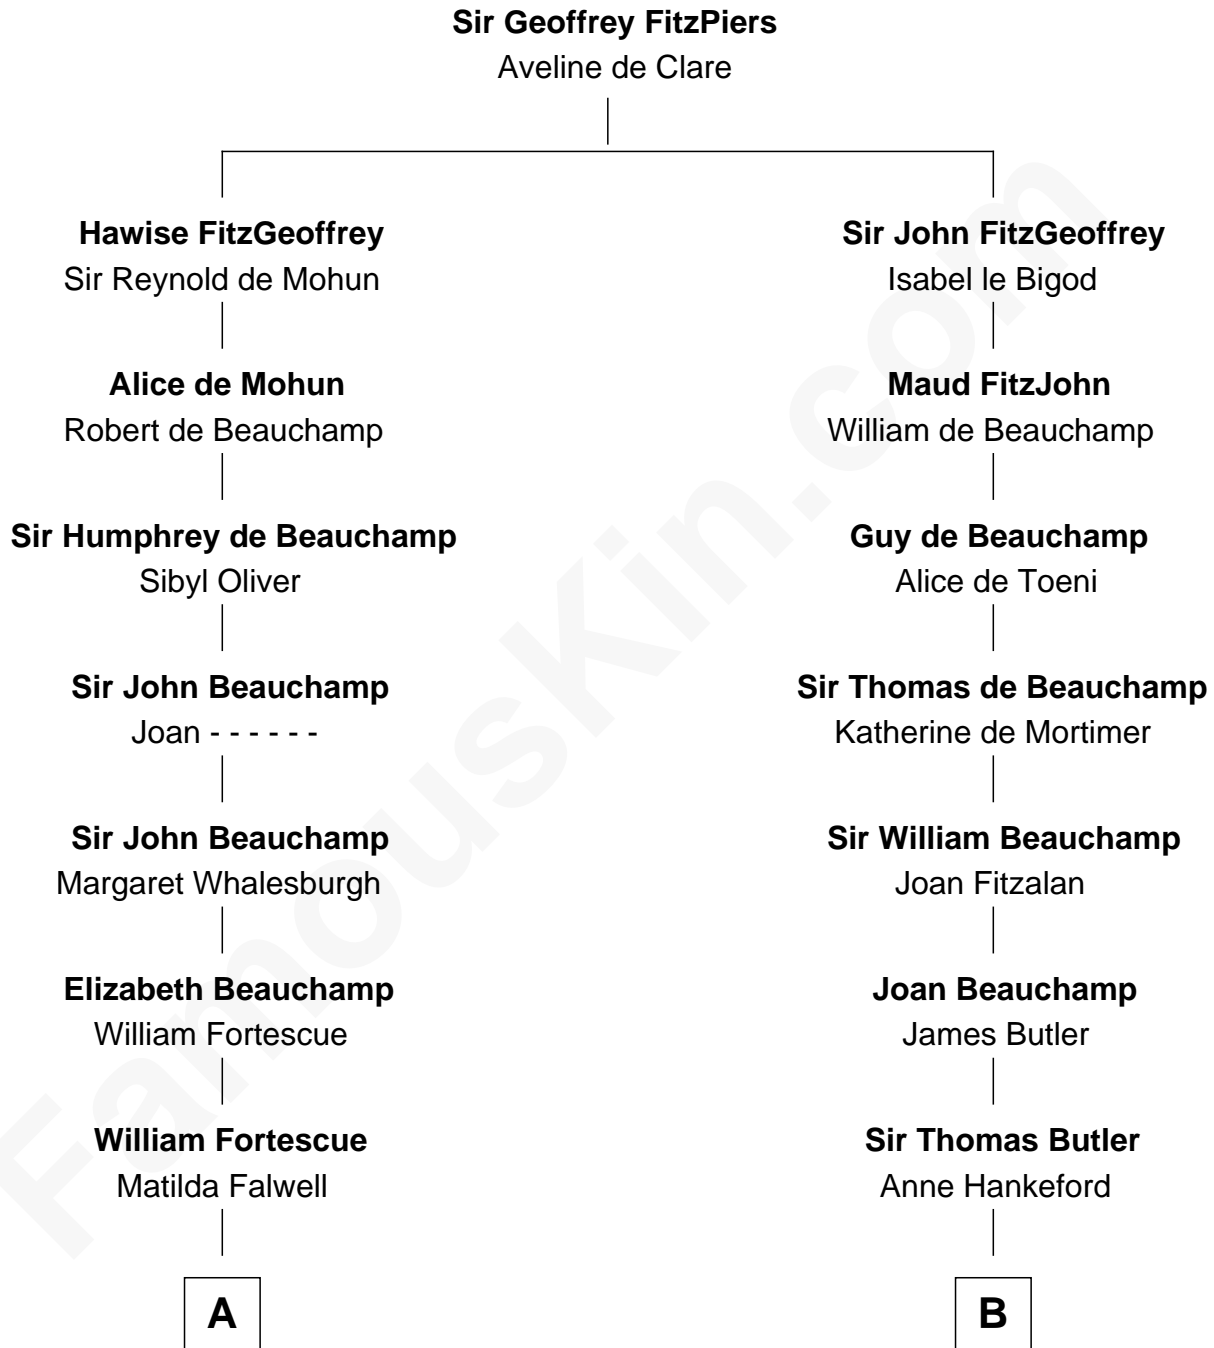 Sir Geoffrey FitzPiers
Aveline de Clare
Hawise FitzGeoffrey
Sir Reynold de Mohun
Alice de Mohun
Robert de Beauchamp
Sir Humphrey de Beauchamp
Sibyl Oliver
Sir John Beauchamp
Joan - - - - - -
Sir John Beauchamp
Margaret Whalesburgh
Elizabeth Beauchamp
William Fortescue
William Fortescue
Matilda Falwell
A
Sir John FitzGeoffrey
Isabel le Bigod
Maud FitzJohn
William de Beauchamp
Guy de Beauchamp
Alice de Toeni
Sir Thomas de Beauchamp
Katherine de Mortimer
Sir William Beauchamp
Joan Fitzalan
Joan Beauchamp
James Butler
Sir Thomas Butler
Anne Hankeford
B
FamousKin.com